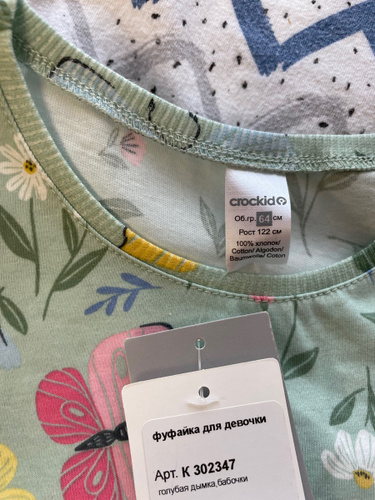 crockid
Об.гр. 64 см
Рост 122 см
100% хлопок/
Cotton/ Algodon/
Baumwolle/ Coton
фуфайка для девочки
Арт. К 302347
голубая дымка,бабочки